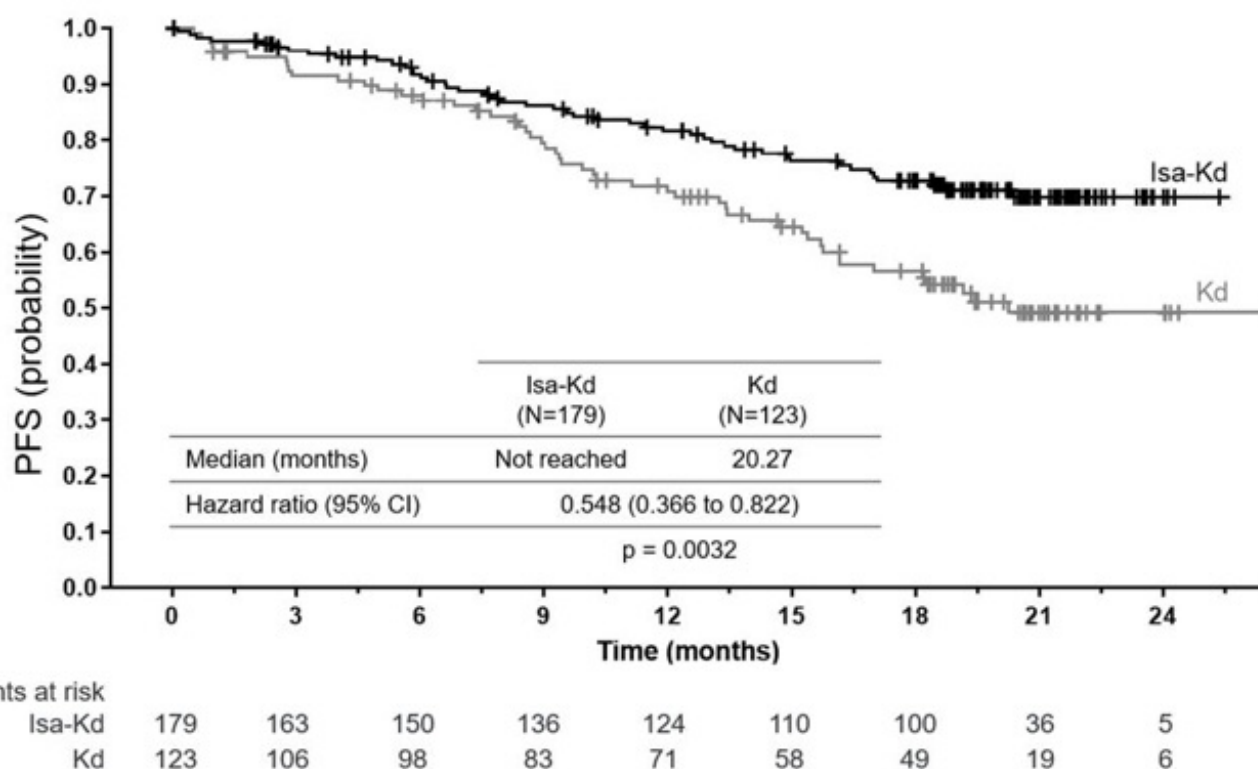 1.0
0.9
0.8
0.7
0.6
0.5
0.4
0.3
0.2
0.1
0.0
PFS (probability)
Isa-Kd
Kd
Isa-Kd Kd
(N=179) (N=123)
Median (months) Not reached 20.27
Hazard ratio (95% CI) 0.548 (0.366 to 0.822)
p = 0.0032
0 3 6 9 12 15 18 21 24
Time (months)
nts at risk
Isa-Kd 179 163 150 136 124 110 100 36 5
Kd 123 106 98 83 71 58 49 19 6